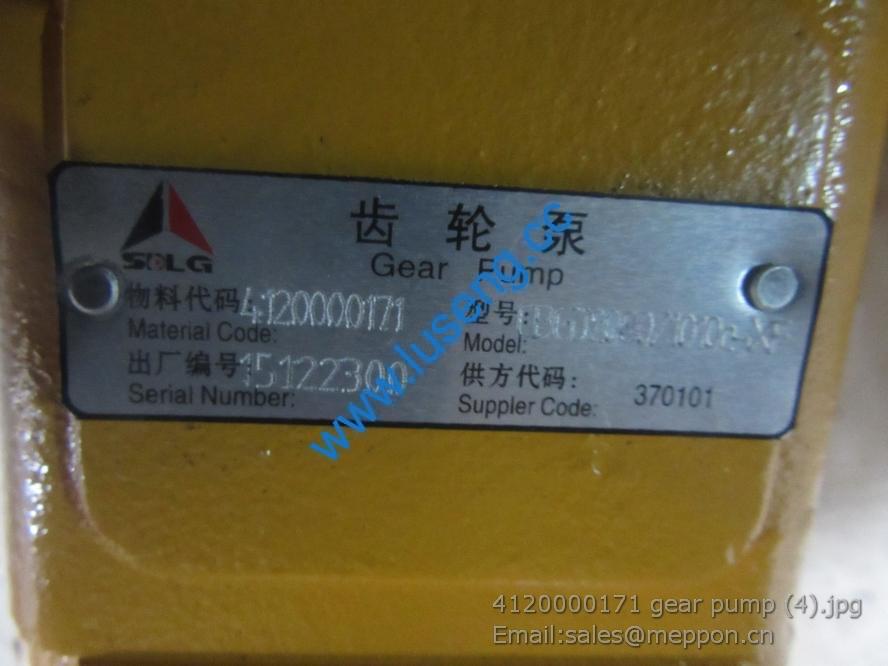 SDLG
齿 轮 泵
Gear Pump
物料代码: 4120000171
Material Code:
型号:
Model:
出厂编号: 15122300
Serial Number:
供方代码:
Suppler Code: 370101
www.luseng.cc
4120000171 gear pump (4).jpg
Email:sales@meppon.cn